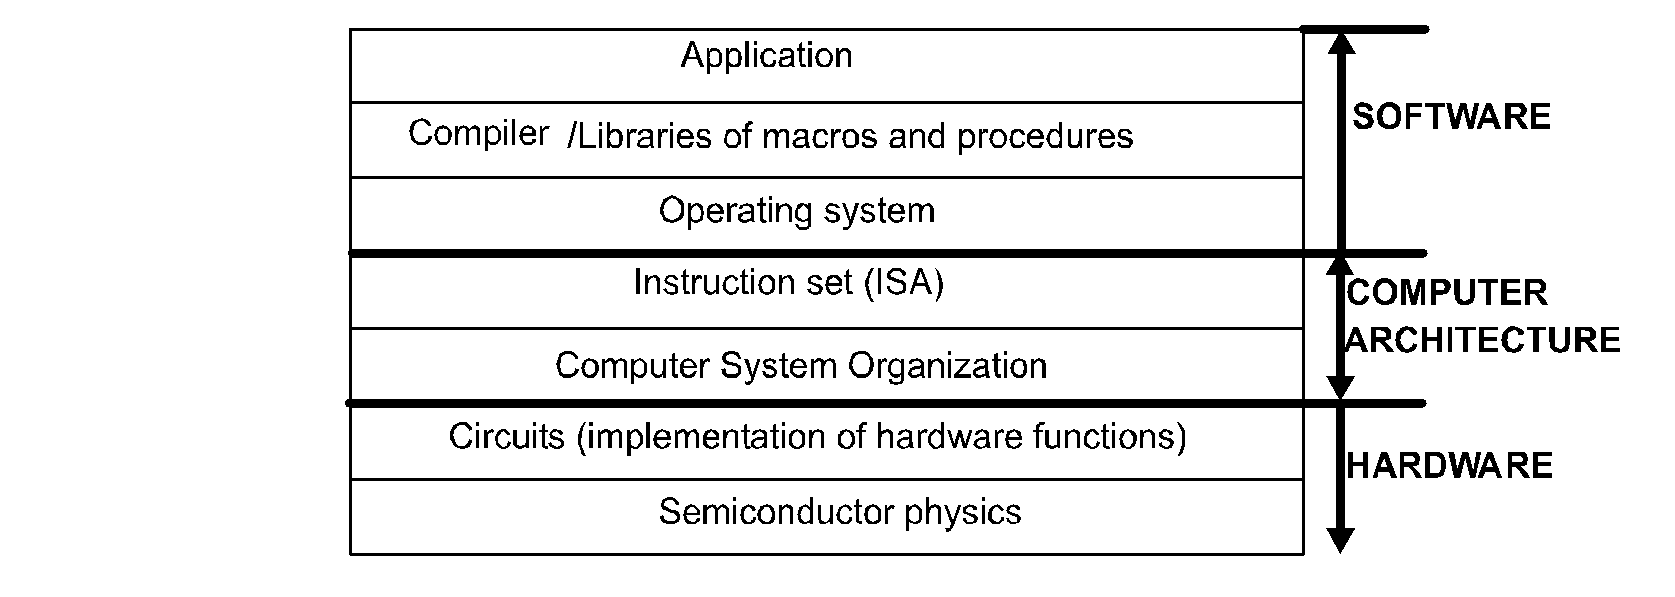 Application
Compiler /Libraries of macros and procedures
Operating system
SOFTWARE
Instruction set (ISA)
Computer System Organization
COMPUTER
ARCHITECTURE
Circuits (implementation of hardware functions)
Semiconductor physics
HARDWARE